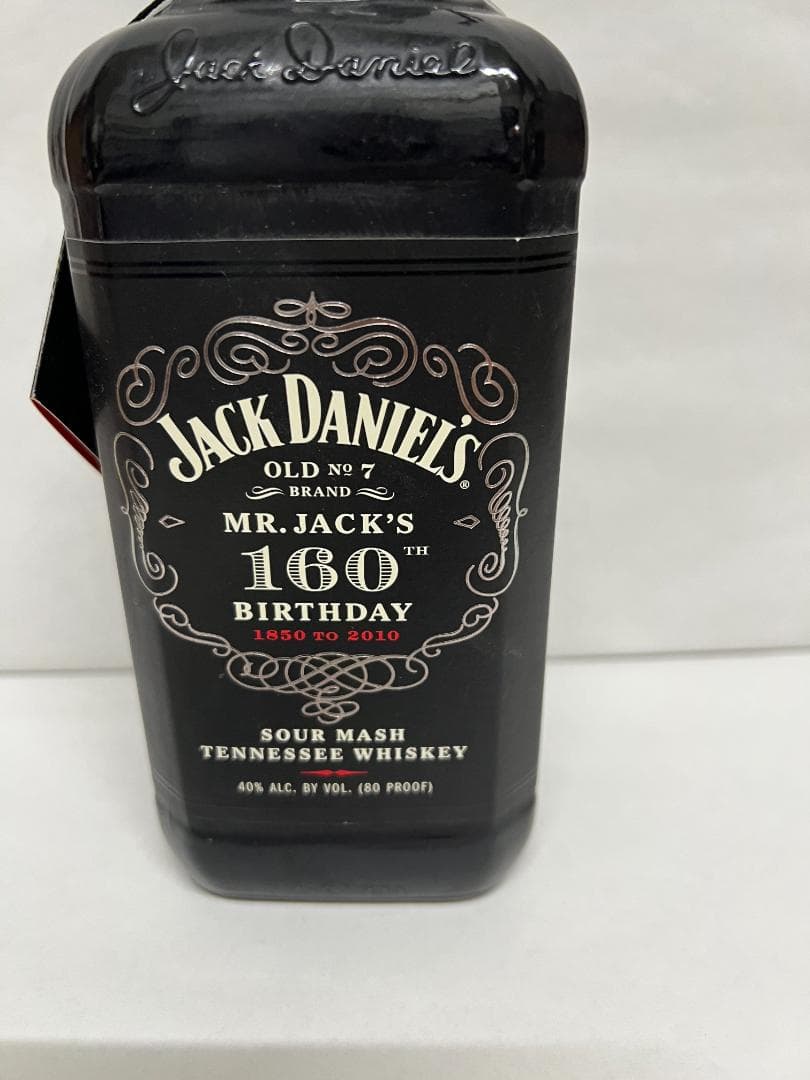 Jack Daniel
JACK DANIEL'S®
OLD Nº 7
BRAND
MR. JACK'S
160TH
BIRTHDAY
1850 TO 2010
SOUR MASH
TENNESSEE WHISKEY
40% ALC. BY VOL. (80 PROOF)